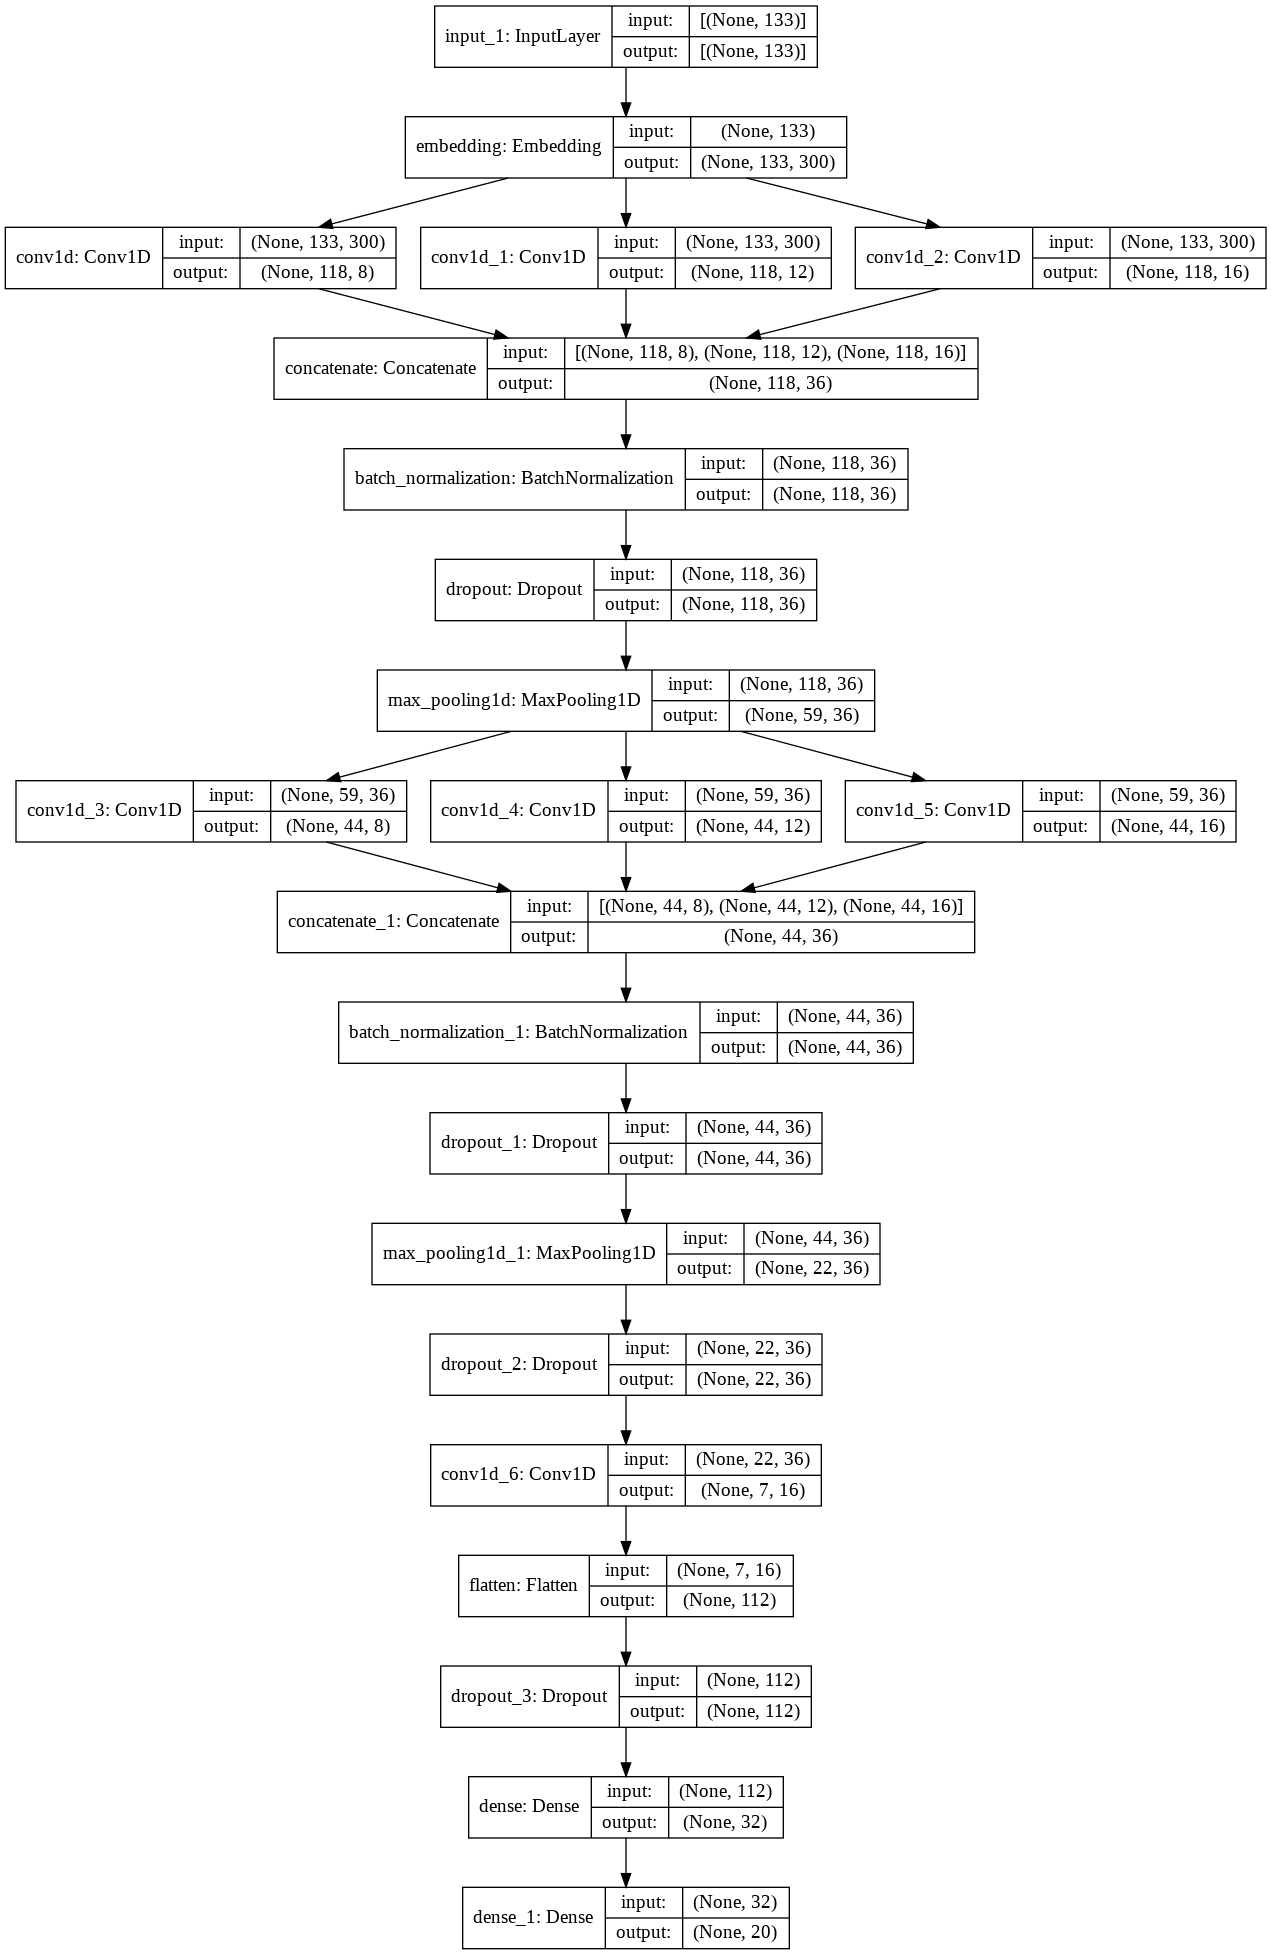 input_1: InputLayer input: [(None, 133)]
output: [(None, 133)]
embedding: Embedding input: (None, 133)
output: (None, 133, 300)
conv1d: Conv1D input: (None, 133, 300)
output: (None, 118, 8)
conv1d_1: Conv1D input: (None, 133, 300)
output: (None, 118, 12)
conv1d_2: Conv1D input: (None, 133, 300)
output: (None, 118, 16)
concatenate: Concatenate input: [(None, 118, 8), (None, 118, 12), (None, 118, 16)]
output: (None, 118, 36)
batch_normalization: BatchNormalization input: (None, 118, 36)
output: (None, 118, 36)
dropout: Dropout input: (None, 118, 36)
output: (None, 118, 36)
max_pooling1d: MaxPooling1D input: (None, 118, 36)
output: (None, 59, 36)
conv1d_3: Conv1D input: (None, 59, 36)
output: (None, 44, 8)
conv1d_4: Conv1D input: (None, 59, 36)
output: (None, 44, 12)
conv1d_5: Conv1D input: (None, 59, 36)
output: (None, 44, 16)
concatenate_1: Concatenate input: [(None, 44, 8), (None, 44, 12), (None, 44, 16)]
output: (None, 44, 36)
batch_normalization_1: BatchNormalization input: (None, 44, 36)
output: (None, 44, 36)
dropout_1: Dropout input: (None, 44, 36)
output: (None, 44, 36)
max_pooling1d_1: MaxPooling1D input: (None, 44, 36)
output: (None, 22, 36)
dropout_2: Dropout input: (None, 22, 36)
output: (None, 22, 36)
conv1d_6: Conv1D input: (None, 22, 36)
output: (None, 7, 16)
flatten: Flatten input: (None, 7, 16)
output: (None, 112)
dropout_3: Dropout input: (None, 112)
output: (None, 112)
dense: Dense input: (None, 112)
output: (None, 32)
dense_1: Dense input: (None, 32)
output: (None, 20)